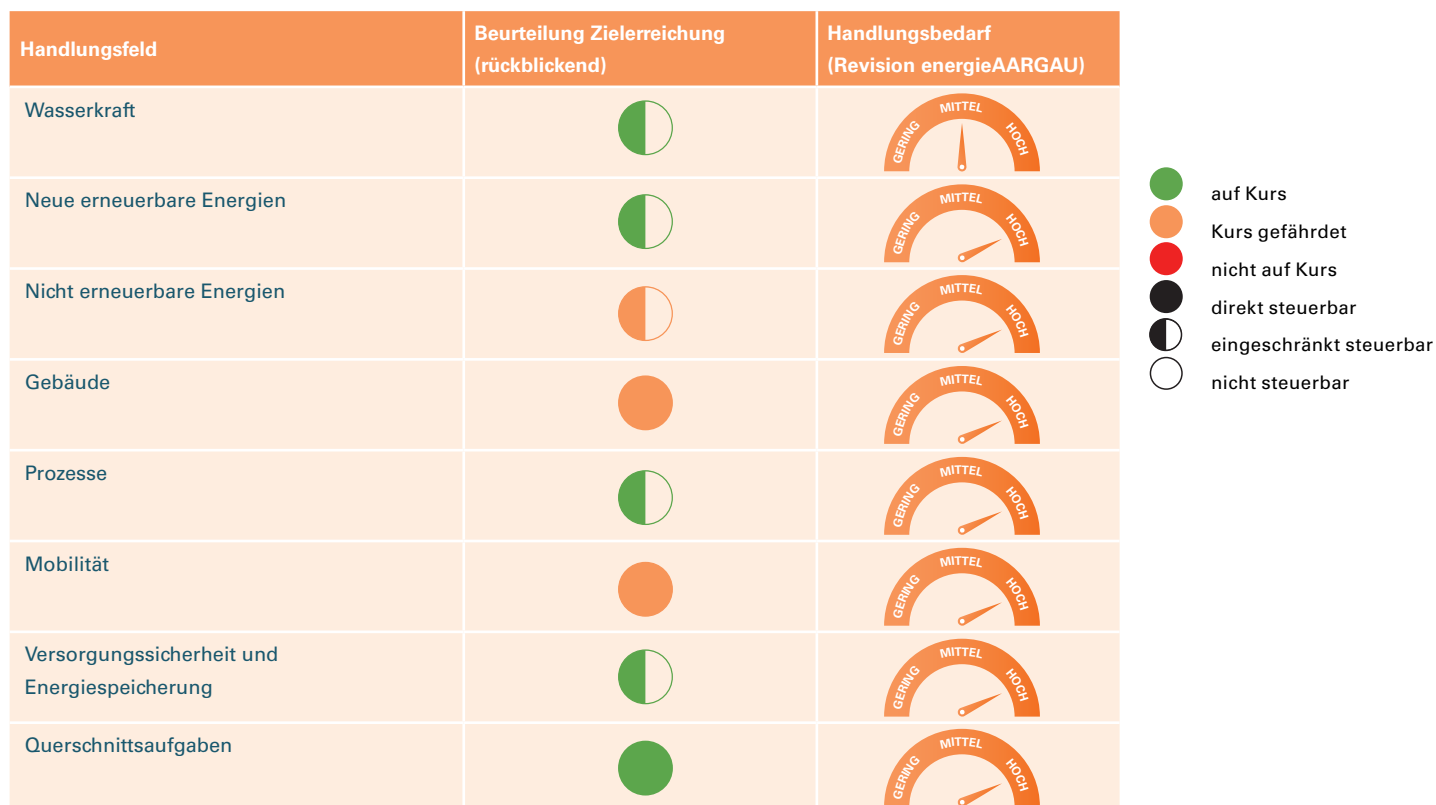 Handlungsfeld
Beurteilung Zielerreichung
(rückblickend)
Handlungsbedarf
(Revision energieAARGAU)
Wasserkraft
GERING MITTEL HOCH
Neue erneuerbare Energien
GERING MITTEL HOCH
Nicht erneuerbare Energien
GERING MITTEL HOCH
Gebäude
GERING MITTEL HOCH
Prozesse
GERING MITTEL HOCH
Mobilität
GERING MITTEL HOCH
Versorgungssicherheit und
Energiespeicherung
GERING MITTEL HOCH
Querschnittsaufgaben
GERING MITTEL HOCH
auf Kurs
Kurs gefährdet
nicht auf Kurs
direkt steuerbar
eingeschränkt steuerbar
nicht steuerbar